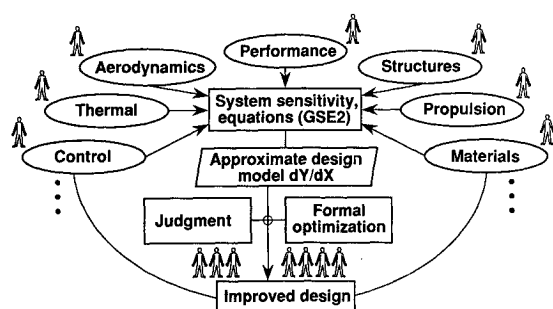 Performance
Aerodynamics
Structures
Thermal
System sensitivity,
equations (GSE2)
Propulsion
Control
Approximate design
model dY/dX
Materials
Judgment
Formal
optimization
Improved design